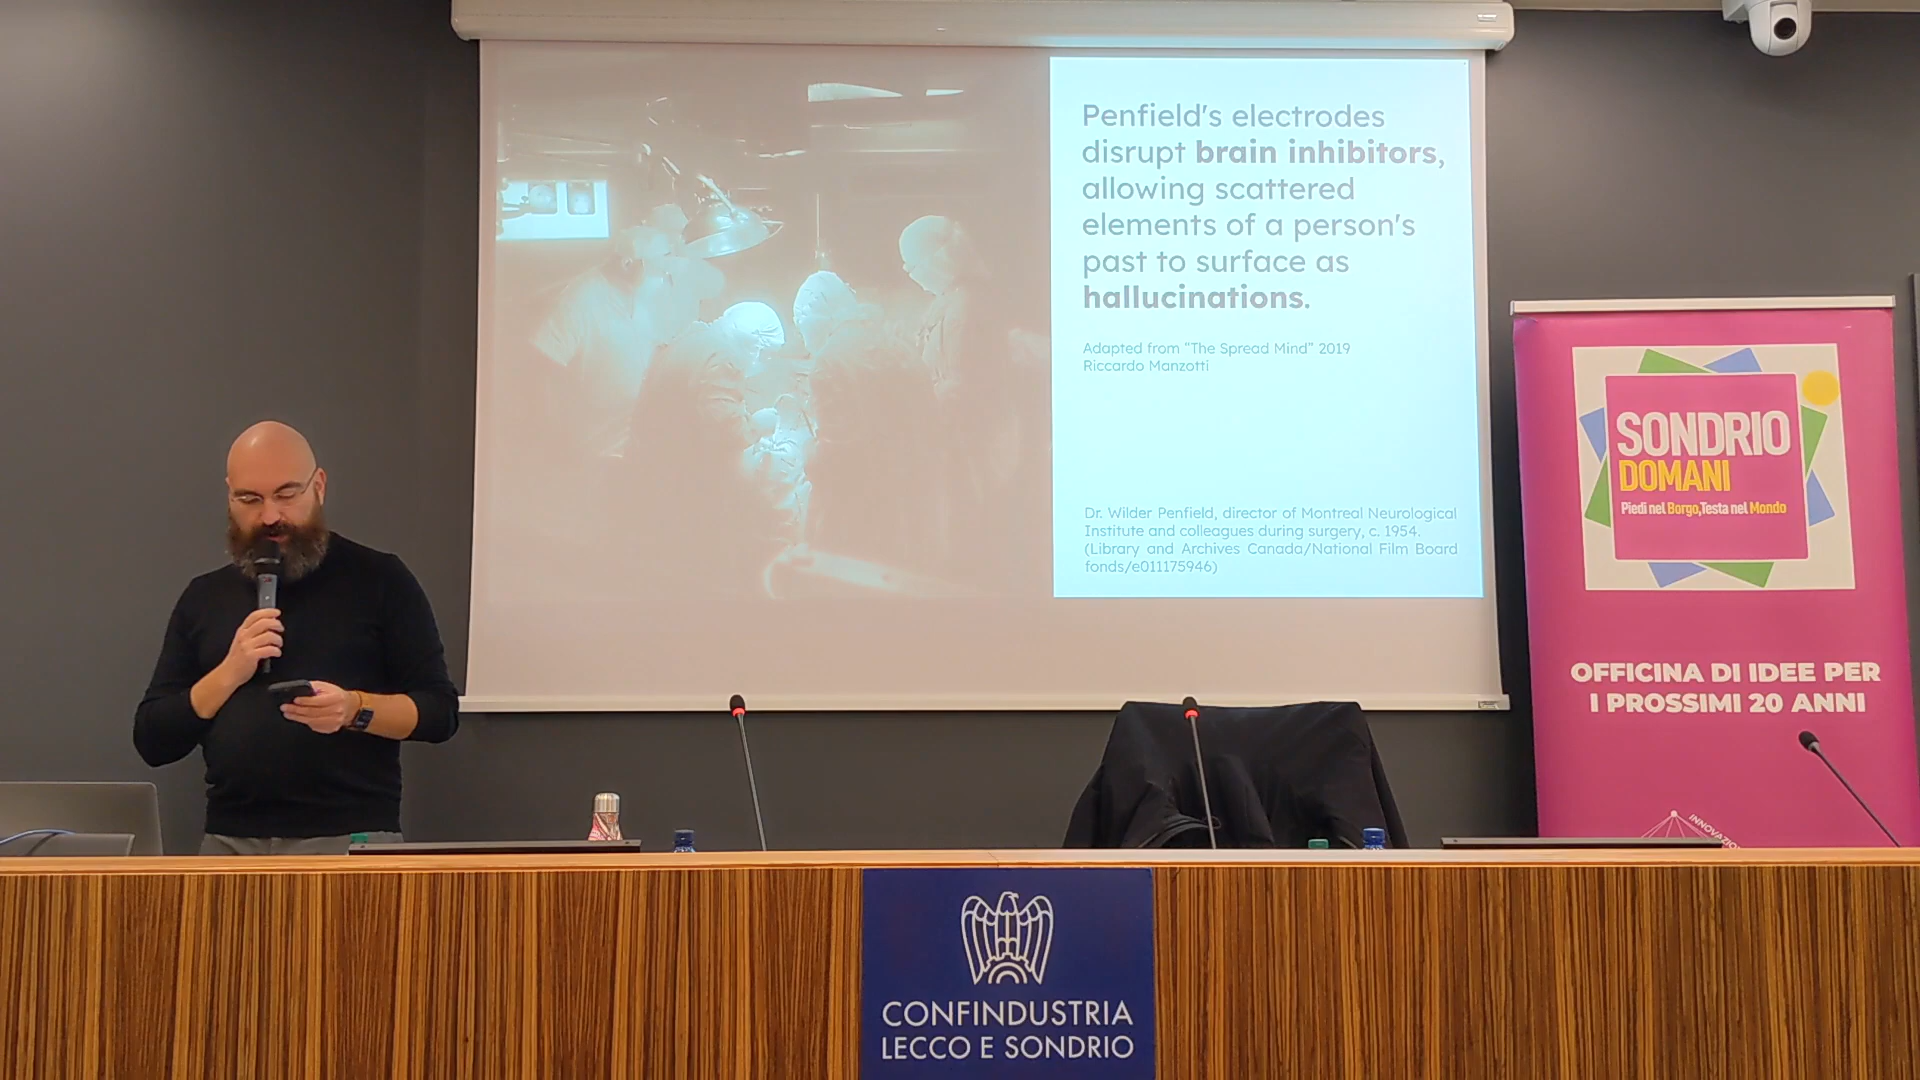 Penfield's electrodes
disrupt brain inhibitors,
allowing scattered
elements of a person's
past to surface as
hallucinations.
Adapted from "The Spread Mind" 2019
Riccardo Manzotti
Dr. Wilder Penfield, director of Montreal Neurological
Institute and colleagues during surgery, c. 1954.
(Library and Archives Canada/National Film Board
fonds/e011175946)
SONDRIO
DOMANI
Piedi nel Borgo,Testa nel Mondo
OFFICINA DI IDEE PER
I PROSSIMI 20 ANNI
CONFINDUSTRIA
LECCO E SONDRIO